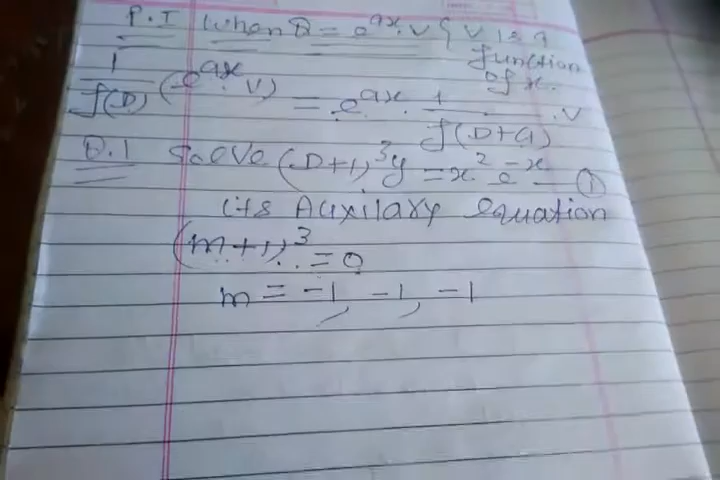 P.I When Q = e^ax.V & V is a function of x.
1/f(D) (e^ax. V) = e^ax. 1/f(D+a) .V
Q.1 Solve (D+1)^3 y = x^2 e^-x — ①
its Auxilary equation
(m+1)^3 = 0
m = -1, -1, -1